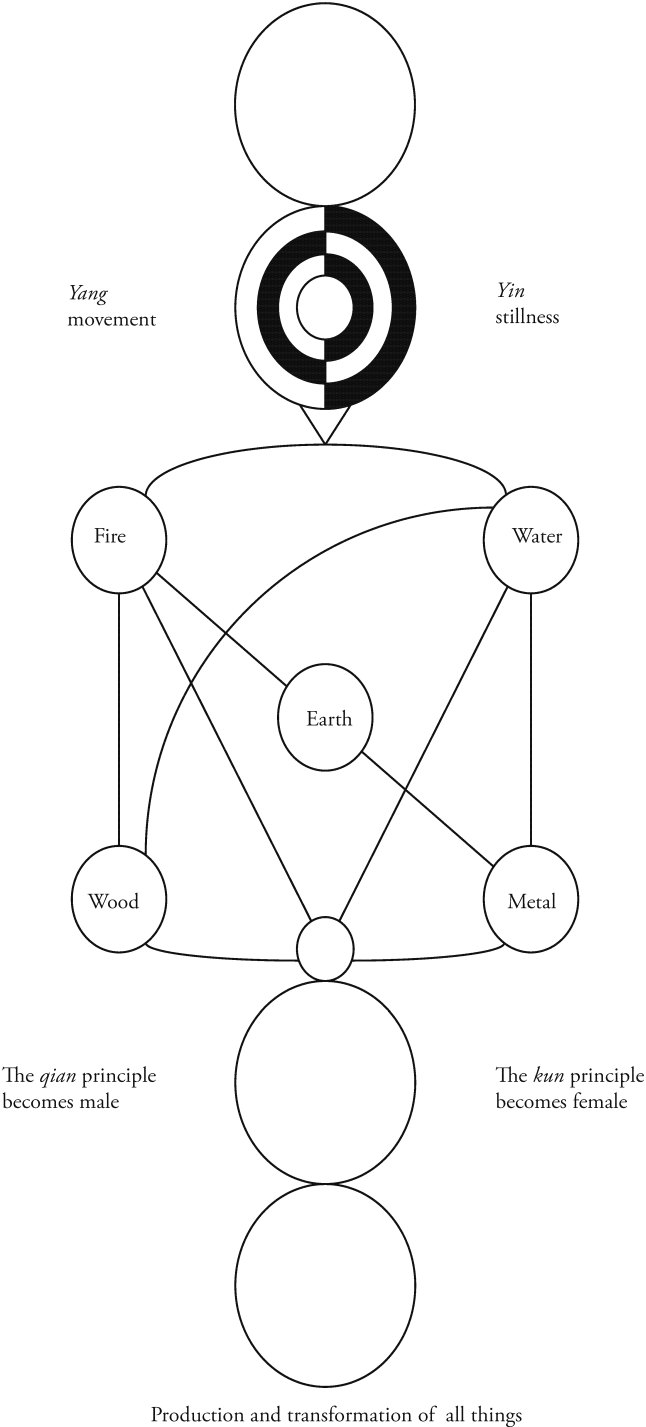 Yang
movement
Yin
stillness
Fire
Water
Earth
Wood
Metal
The qian principle
becomes male
The kun principle
becomes female
Production and transformation of all things